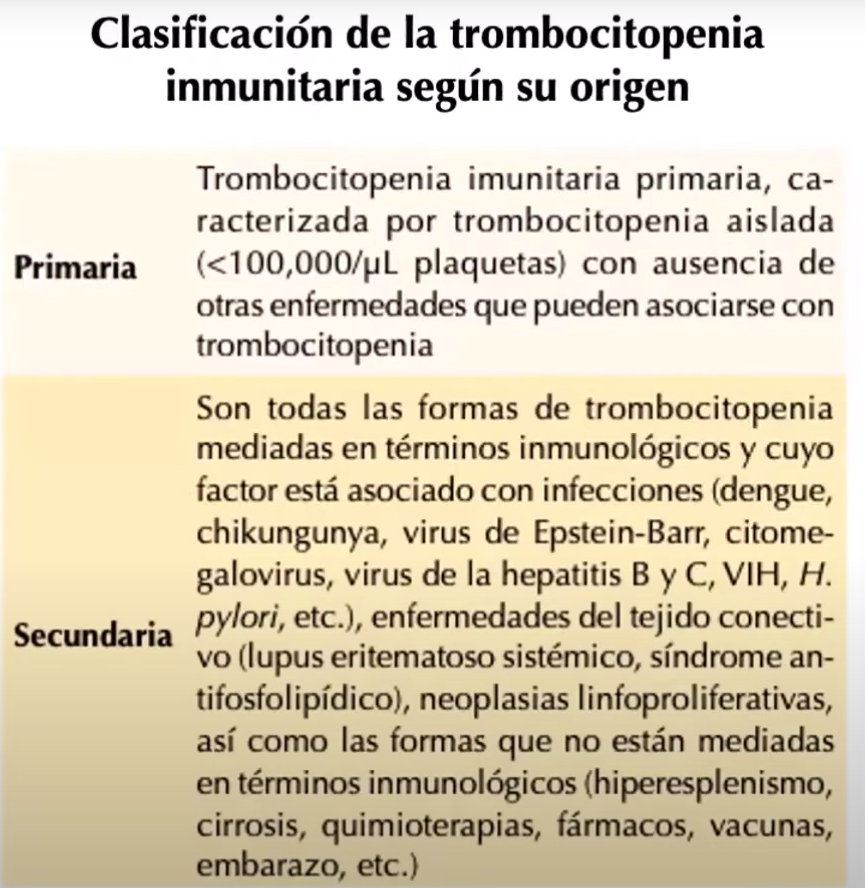 Clasificación de la trombocitopenia
inmunitaria según su origen
Primaria
Trombocitopenia imunitaria primaria, ca-
racterizada por trombocitopenia aislada
(<100,000/µL plaquetas) con ausencia de
otras enfermedades que pueden asociarse con
trombocitopenia
Secundaria
Son todas las formas de trombocitopenia
mediadas en términos inmunológicos y cuyo
factor está asociado con infecciones (dengue,
chikungunya, virus de Epstein-Barr, citome-
galovirus, virus de la hepatitis B y C, VIH, H.
pylori, etc.), enfermedades del tejido conecti-
vo (lupus eritematoso sistémico, síndrome an-
tifosfolipídico), neoplasias linfoproliferativas,
así como las formas que no están mediadas
en términos inmunológicos (hiperesplenismo,
cirrosis, quimioterapias, fármacos, vacunas,
embarazo, etc.)